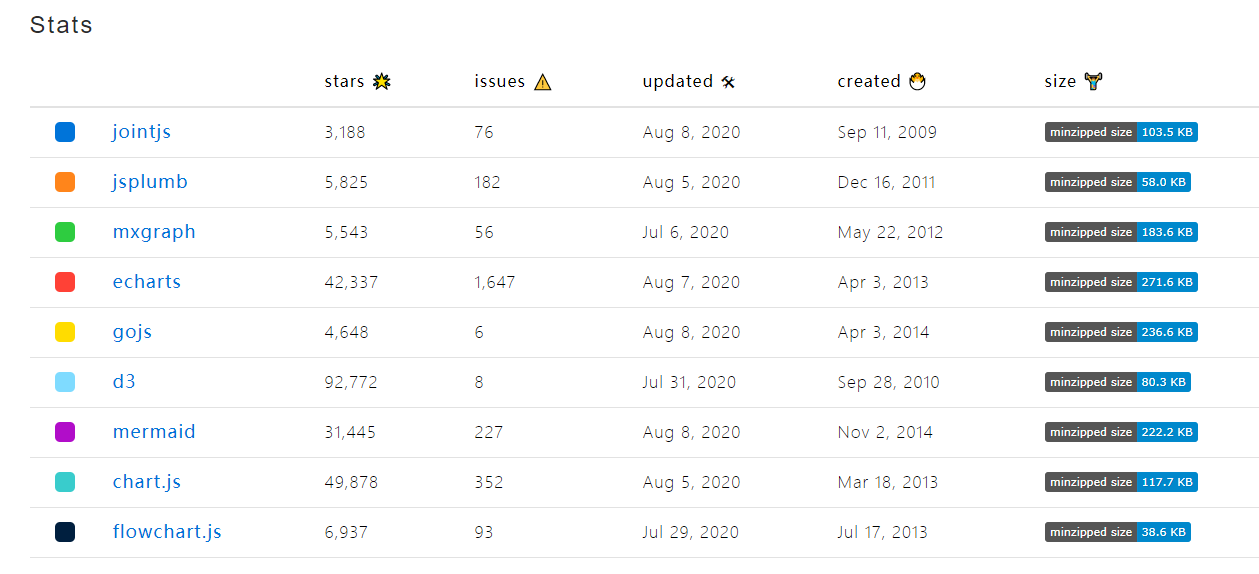 Stats
stars issues updated created size
jointjs 3,188 76 Aug 8, 2020 Sep 11, 2009 minzipped size 103.5 KB
jsplumb 5,825 182 Aug 5, 2020 Dec 16, 2011 minzipped size 58.0 KB
mxgraph 5,543 56 Jul 6, 2020 May 22, 2012 minzipped size 183.6 KB
echarts 42,337 1,647 Aug 7, 2020 Apr 3, 2013 minzipped size 271.6 KB
gojs 4,648 6 Aug 8, 2020 Apr 3, 2014 minzipped size 236.6 KB
d3 92,772 8 Jul 31, 2020 Sep 28, 2010 minzipped size 80.3 KB
mermaid 31,445 227 Aug 8, 2020 Nov 2, 2014 minzipped size 222.2 KB
chart.js 49,878 352 Aug 5, 2020 Mar 18, 2013 minzipped size 117.7 KB
flowchart.js 6,937 93 Jul 29, 2020 Jul 17, 2013 minzipped size 38.6 KB